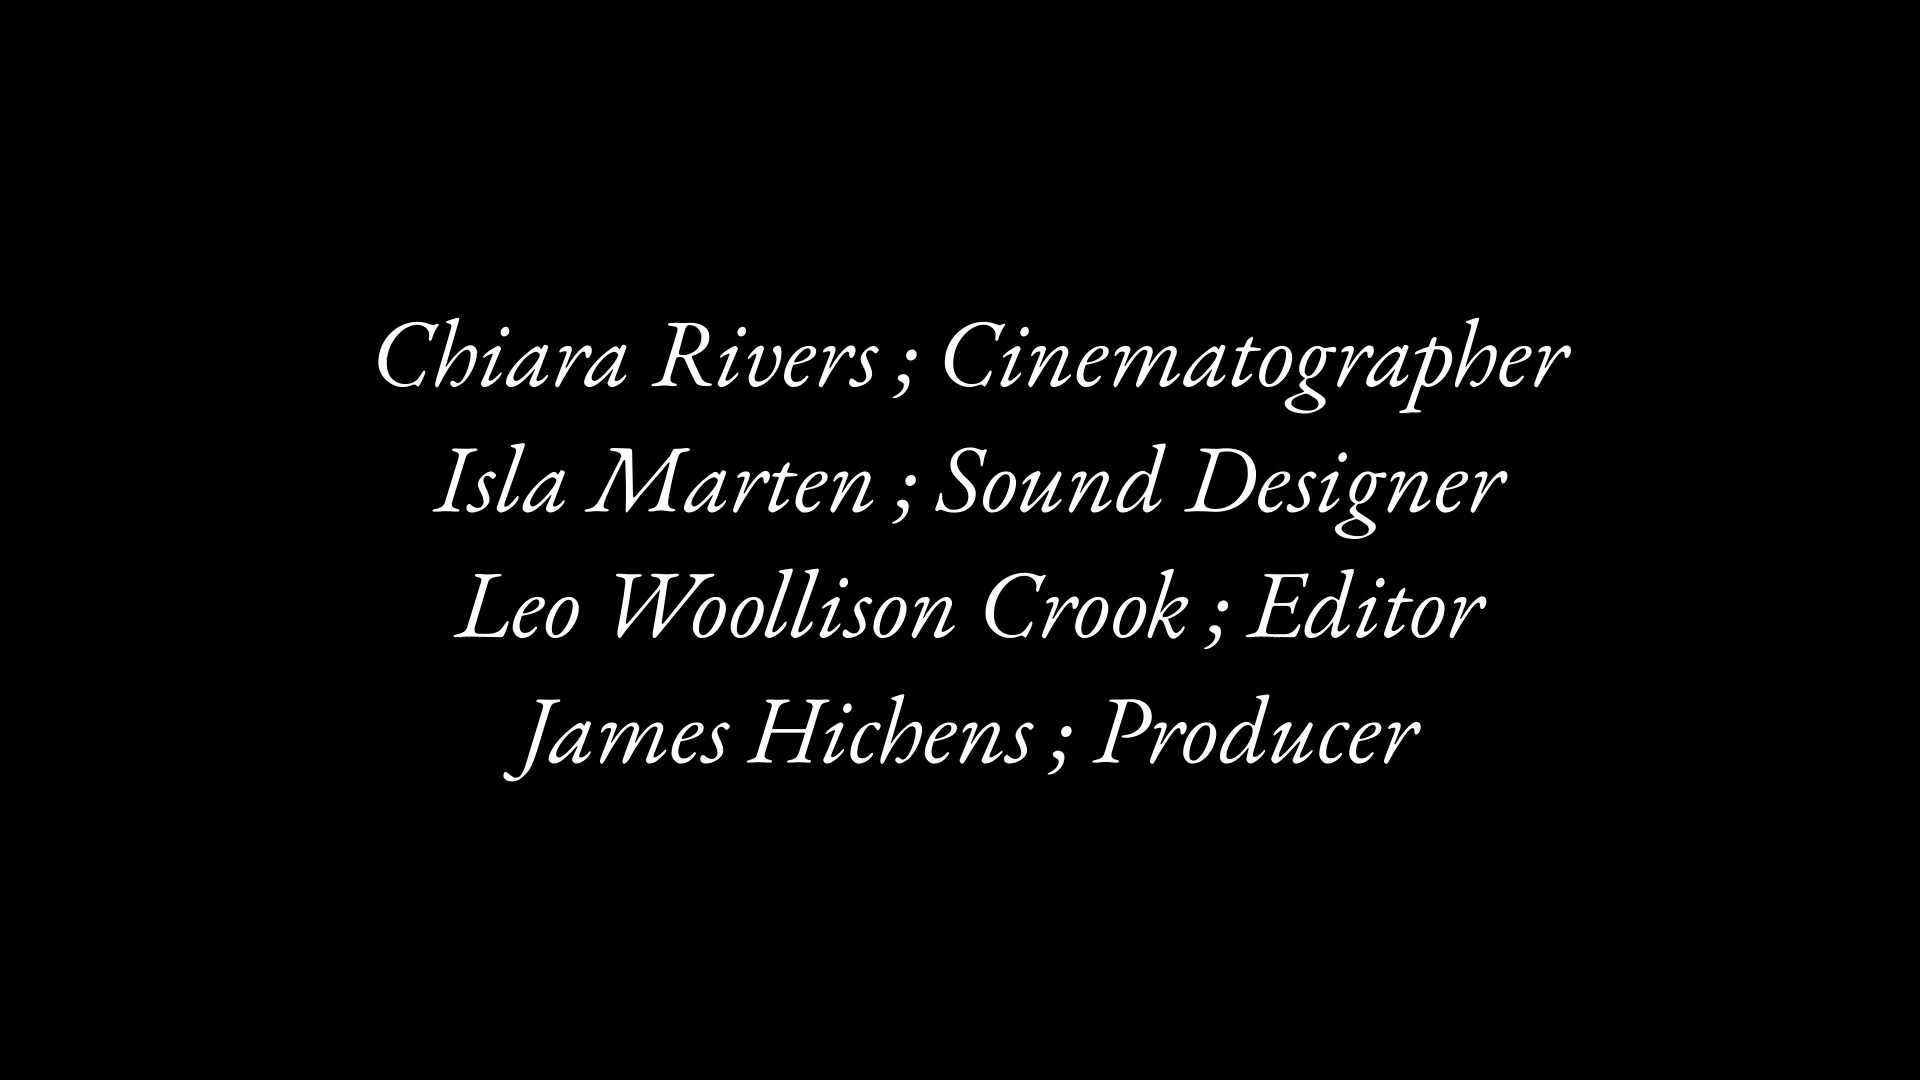 Chiara Rivers ; Cinematographer
Isla Marten ; Sound Designer
Leo Woollison Crook ; Editor
James Hichens ; Producer